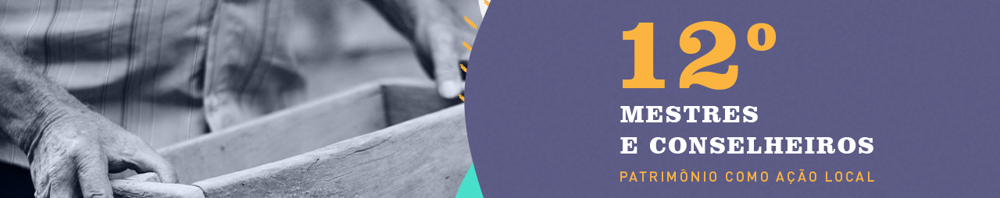 12º
MESTRES
E CONSELHEIROS
PATRIMÔNIO COMO AÇÃO LOCAL